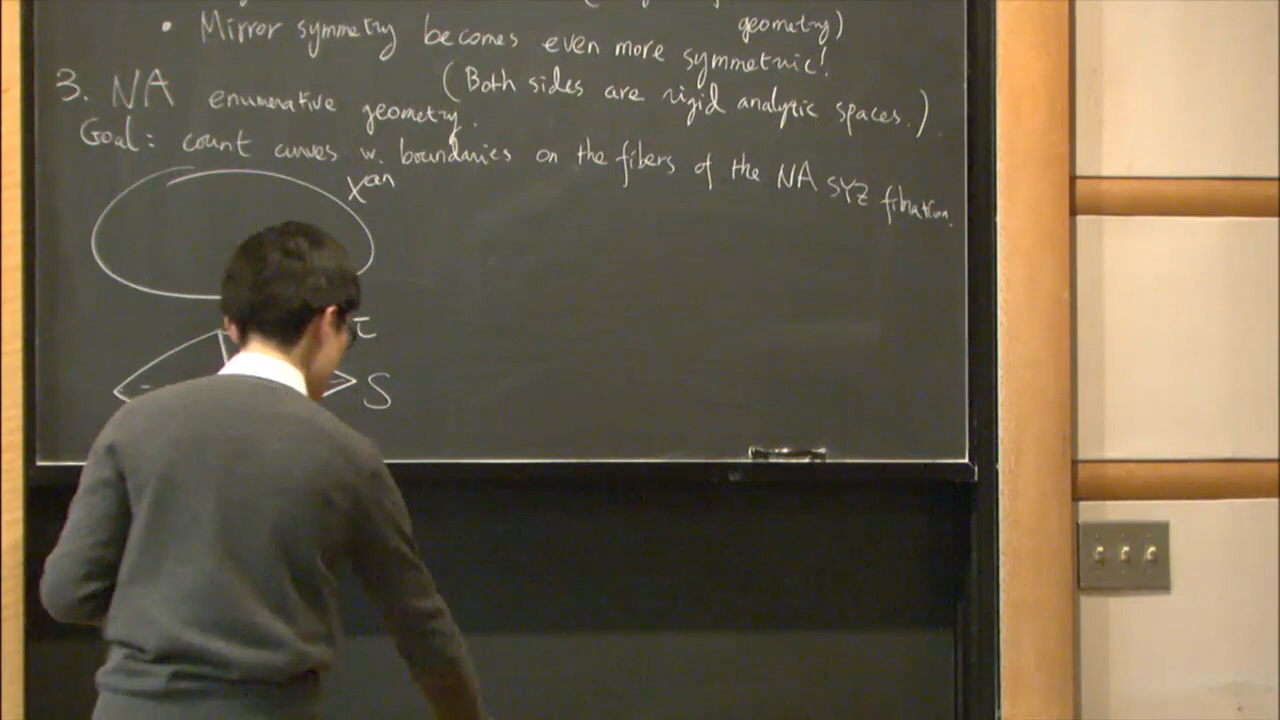 geometry)
• Mirror symmetry becomes even more symmetric!
(Both sides are rigid analytic spaces.)
3. NA enumerative geometry.
Goal: count curves w. boundaries on the fibers of the NA SYZ fibration.
X^an
τ
S